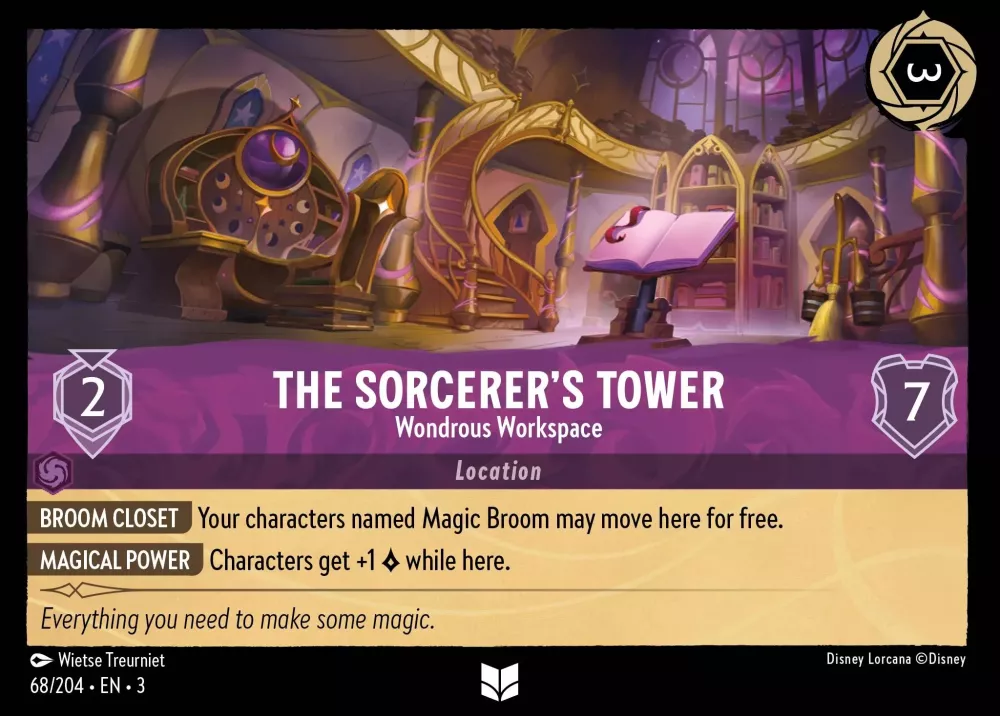 3
2
THE SORCERER'S TOWER
7
Wondrous Workspace
Location
BROOM CLOSET Your characters named Magic Broom may move here for free.
MAGICAL POWER Characters get +1 while here.
Everything you need to make some magic.
Wietse Treurniet
Disney Lorcana ©Disney
68/204 • EN • 3